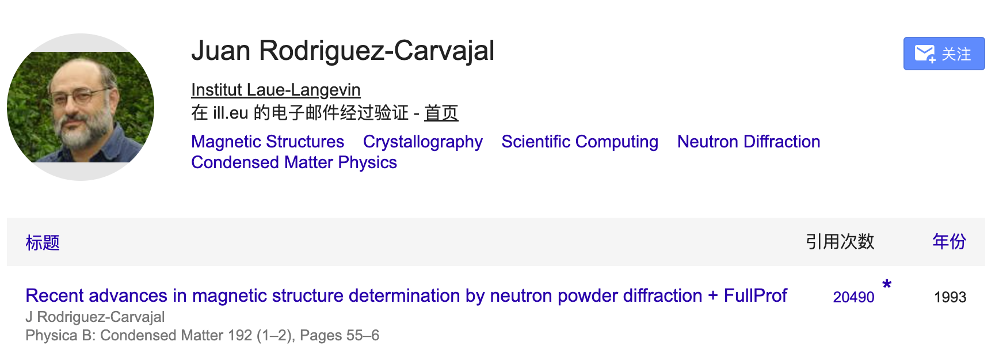 Juan Rodriguez-Carvajal
关注
Institut Laue-Langevin
在 ill.eu 的电子邮件经过验证 - 首页
Magnetic Structures Crystallography Scientific Computing Neutron Diffraction
Condensed Matter Physics
标题 引用次数 年份
Recent advances in magnetic structure determination by neutron powder diffraction + FullProf 20490 * 1993
J Rodriguez-Carvajal
Physica B: Condensed Matter 192 (1–2), Pages 55–6